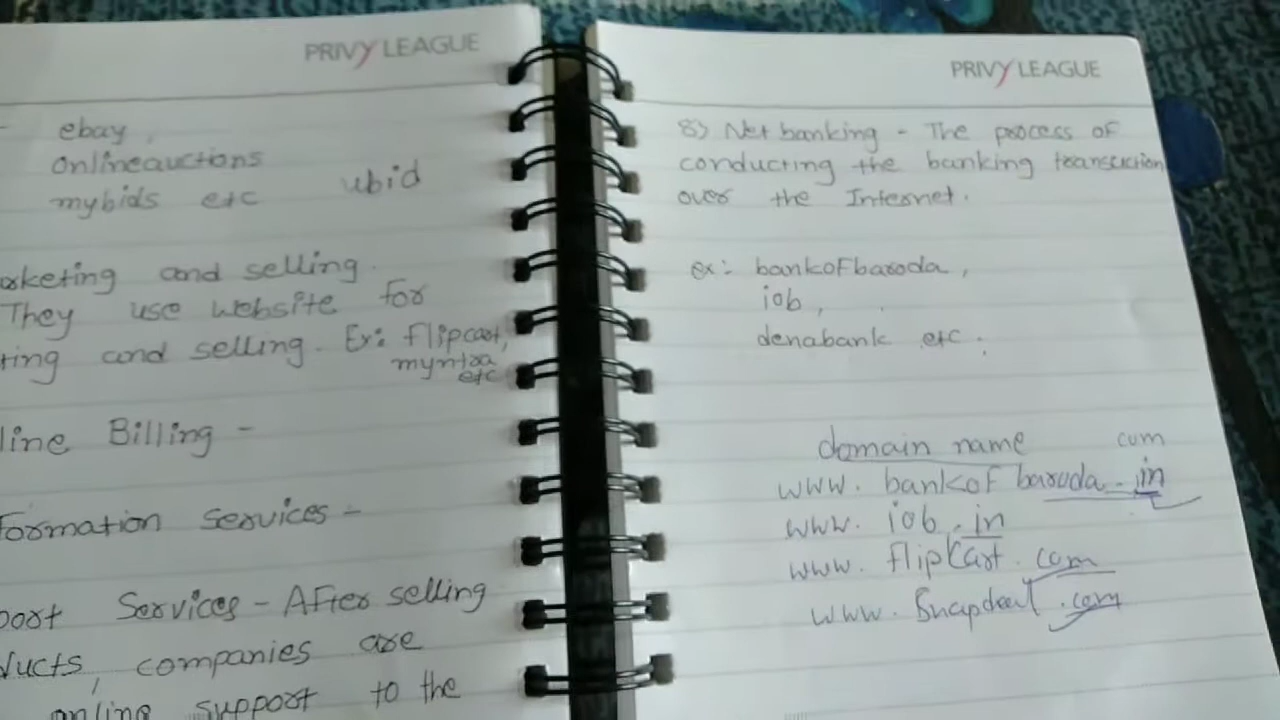 PRIVY LEAGUE
ebay,
onlineauctions
mybids etc ubid
arketing and selling.
They use website for
ting and selling. Ex: flipcart,
myntra
etc
line Billing -
formation services -
port Services - After selling
ducts, companies are
online support to the
PRIVY LEAGUE
8) Net banking - The process of
conducting the banking transaction
over the Internet.
ex: bankofbaroda,
iob,
denabank etc.
domain name com
www. bankof baroda.in
www. iob.in
www. flipkart.com
www. Snapdeal.com